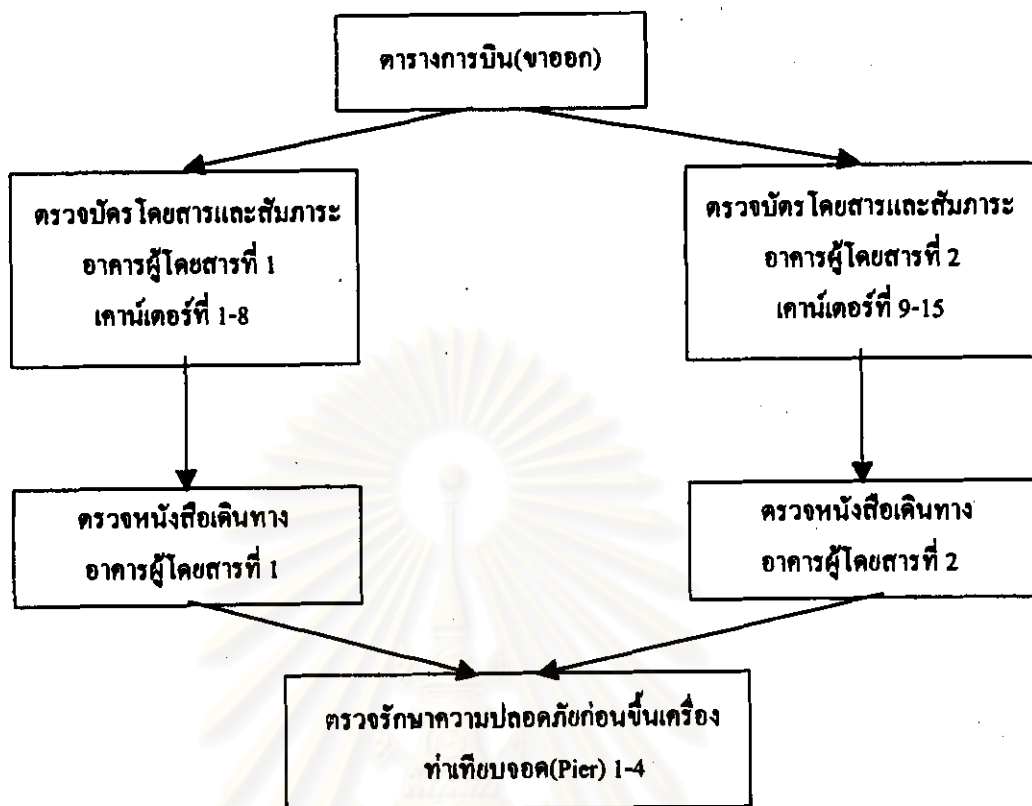 ตารางการบิน(ขาออก)
ตรวจบัตรโดยสารและสัมภาระ
อาคารผู้โดยสารที่ 1
เคาน์เตอร์ที่ 1-8
ตรวจบัตรโดยสารและสัมภาระ
อาคารผู้โดยสารที่ 2
เคาน์เตอร์ที่ 9-15
ตรวจหนังสือเดินทาง
อาคารผู้โดยสารที่ 1
ตรวจหนังสือเดินทาง
อาคารผู้โดยสารที่ 2
ตรวจรักษาความปลอดภัยก่อนขึ้นเครื่อง
ท่าเทียบจอด(Pier) 1-4